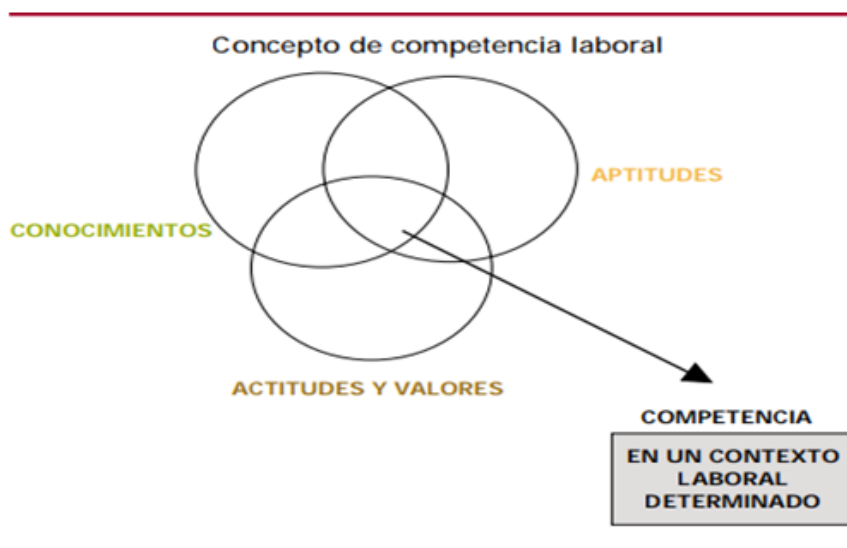 Concepto de competencia laboral
APTITUDES
CONOCIMIENTOS
ACTITUDES Y VALORES
COMPETENCIA
EN UN CONTEXTO
LABORAL
DETERMINADO